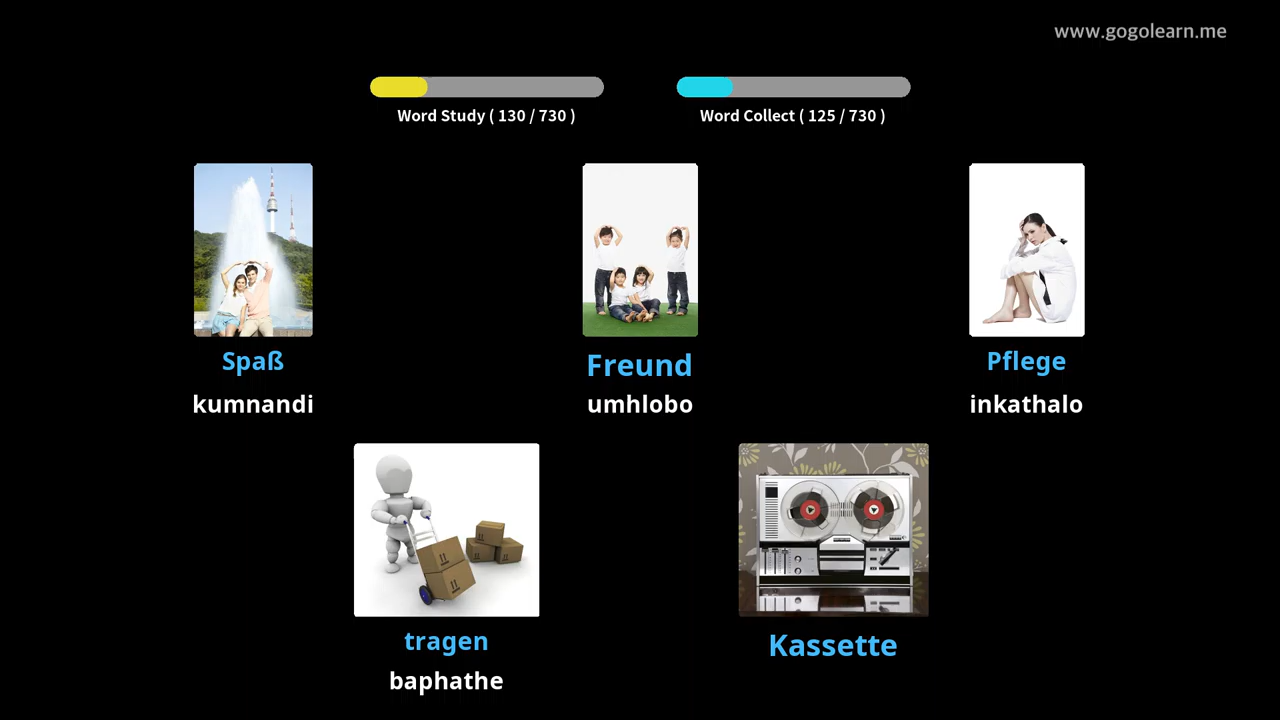 www.gogolearn.me
Word Study ( 130 / 730 )
Word Collect ( 125 / 730 )
Spaß
Freund
Pflege
kumnandi
umhlobo
inkathalo
tragen
Kassette
baphathe